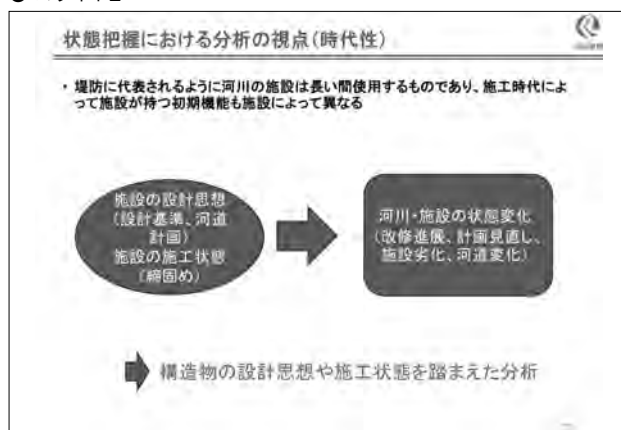 状態把握における分析の視点(時代性)
・堤防に代表されるように河川の施設は長い間使用するものであり、施工時代によ
って施設が持つ初期機能も施設によって異なる
施設の設計思想
(設計基準、河道
計画)
施設の施工状態
(締固め)
河川・施設の状態変化
(改修進展、計画見直し、
施設劣化、河道変化)
構造物の設計思想や施工状態を踏まえた分析